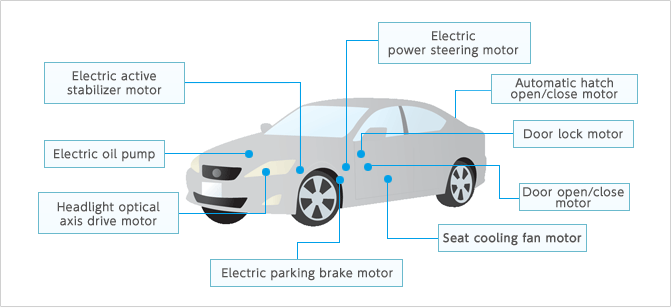 Electric
power steering motor
Electric active
stabilizer motor
Automatic hatch
open/close motor
Door lock motor
Electric oil pump
Door open/close
motor
Headlight optical
axis drive motor
Seat cooling fan motor
Electric parking brake motor